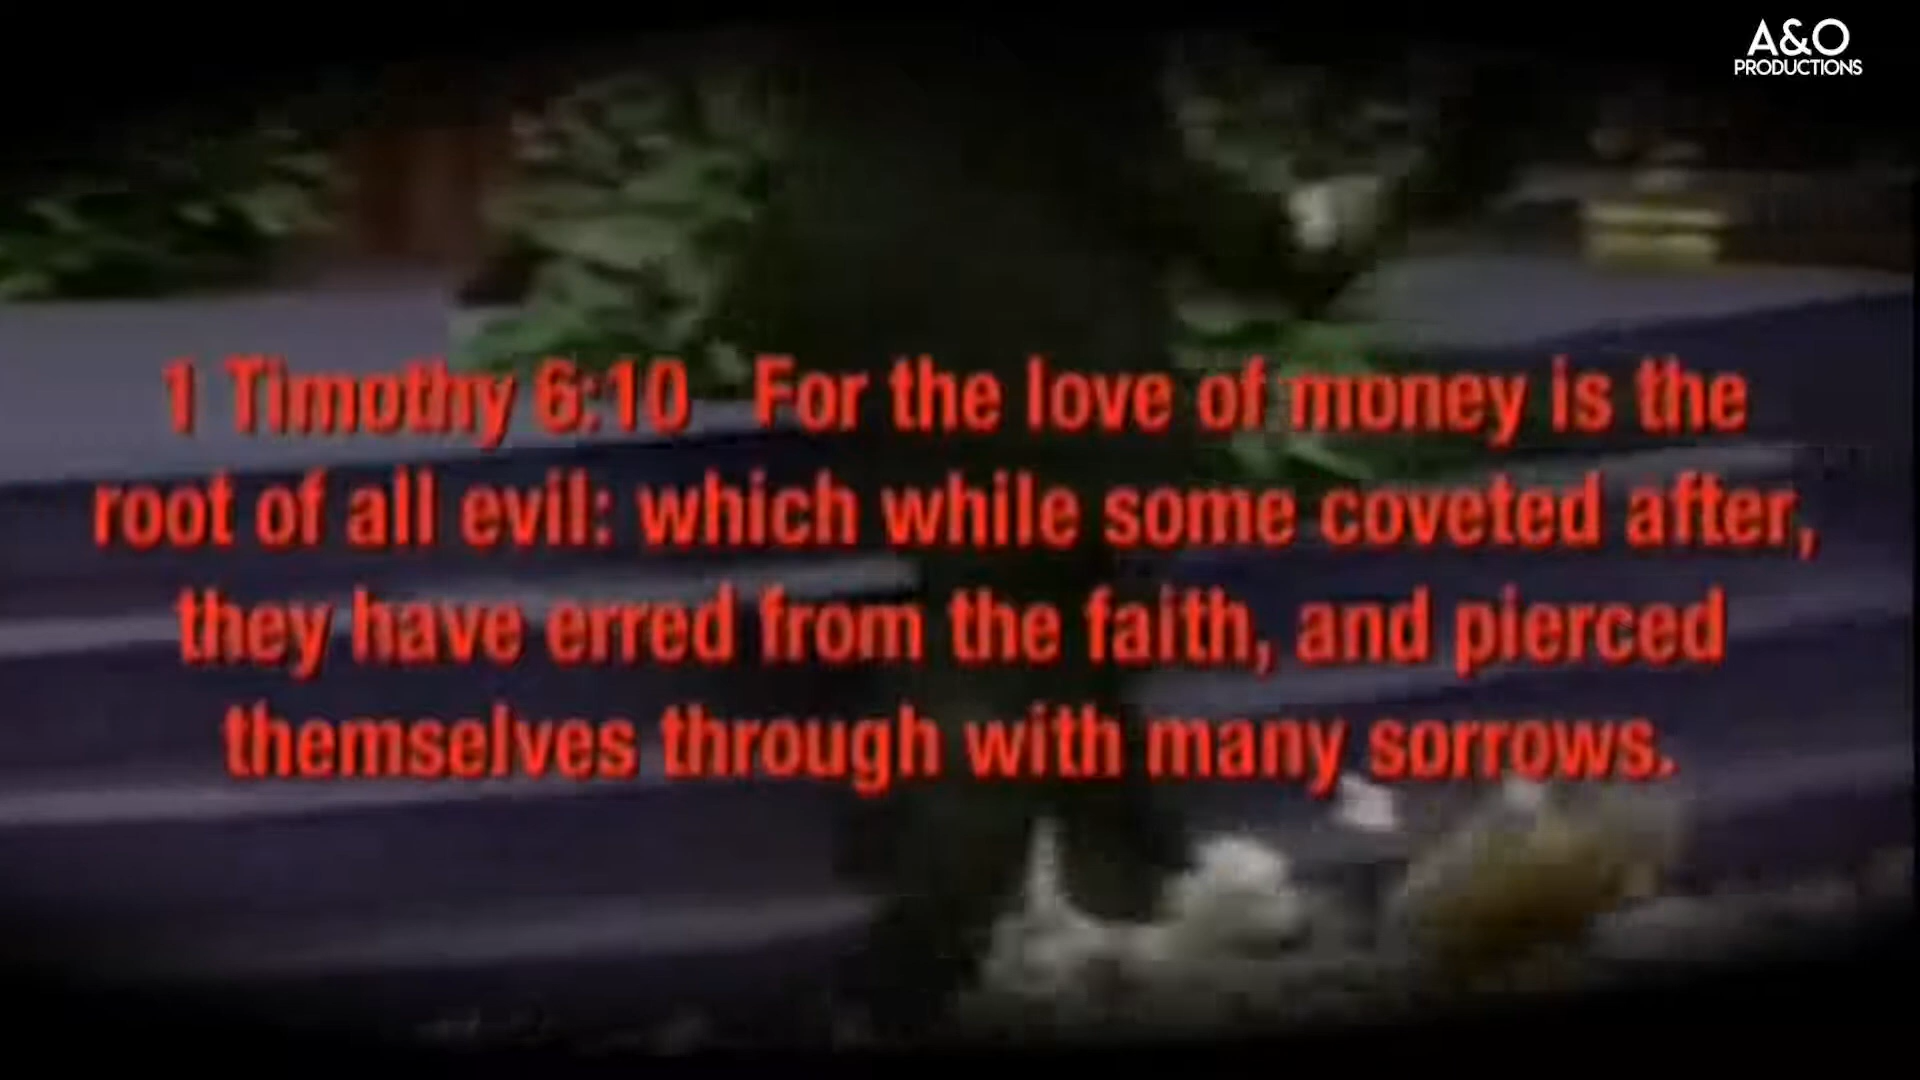 A&O
PRODUCTIONS
1 Timothy 6:10 For the love of money is the
root of all evil: which while some coveted after,
they have erred from the faith, and pierced
themselves through with many sorrows.